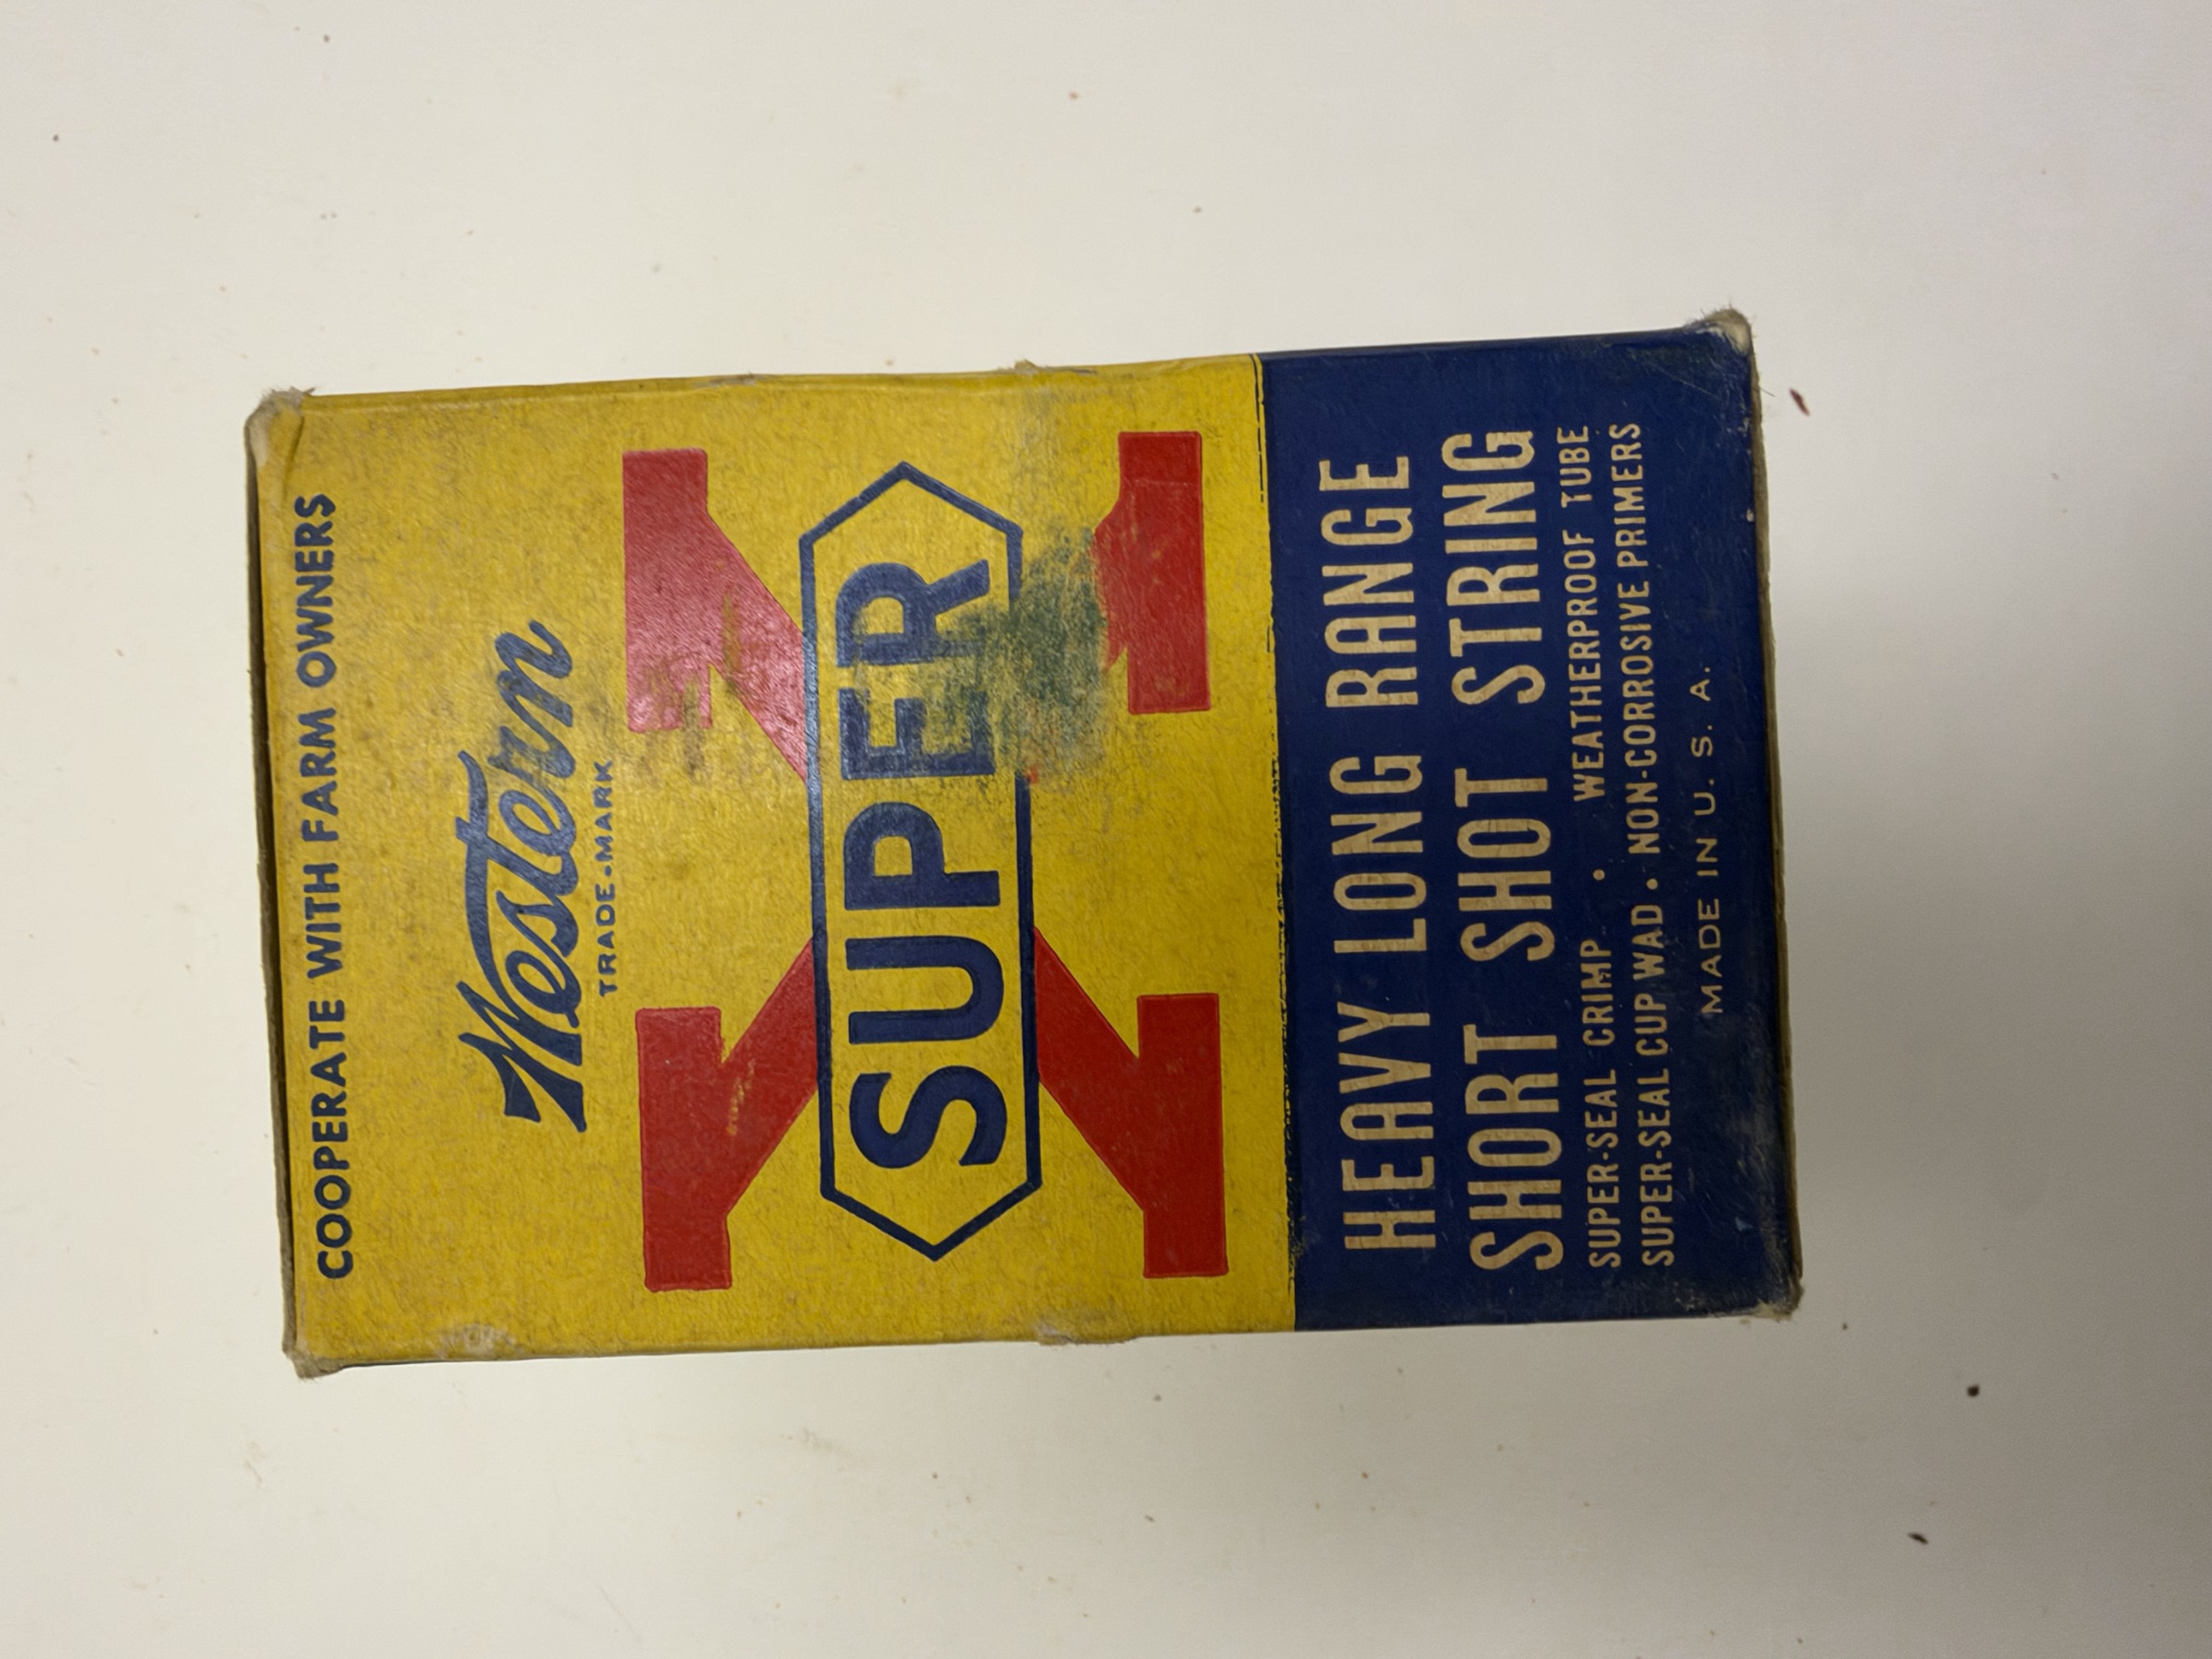 COOPERATE WITH FARM OWNERS
Western
TRADE-MARK
X
SUPER
HEAVY LONG RANGE
SHORT SHOT STRING
SUPER-SEAL CRIMP • WEATHERPROOF TUBE
SUPER-SEAL CUP WAD • NON-CORROSIVE PRIMERS
MADE IN U. S. A.